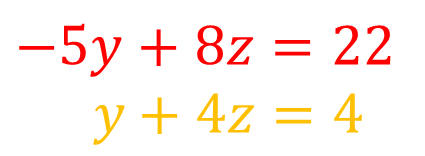 −5y + 8z = 22
y + 4z = 4